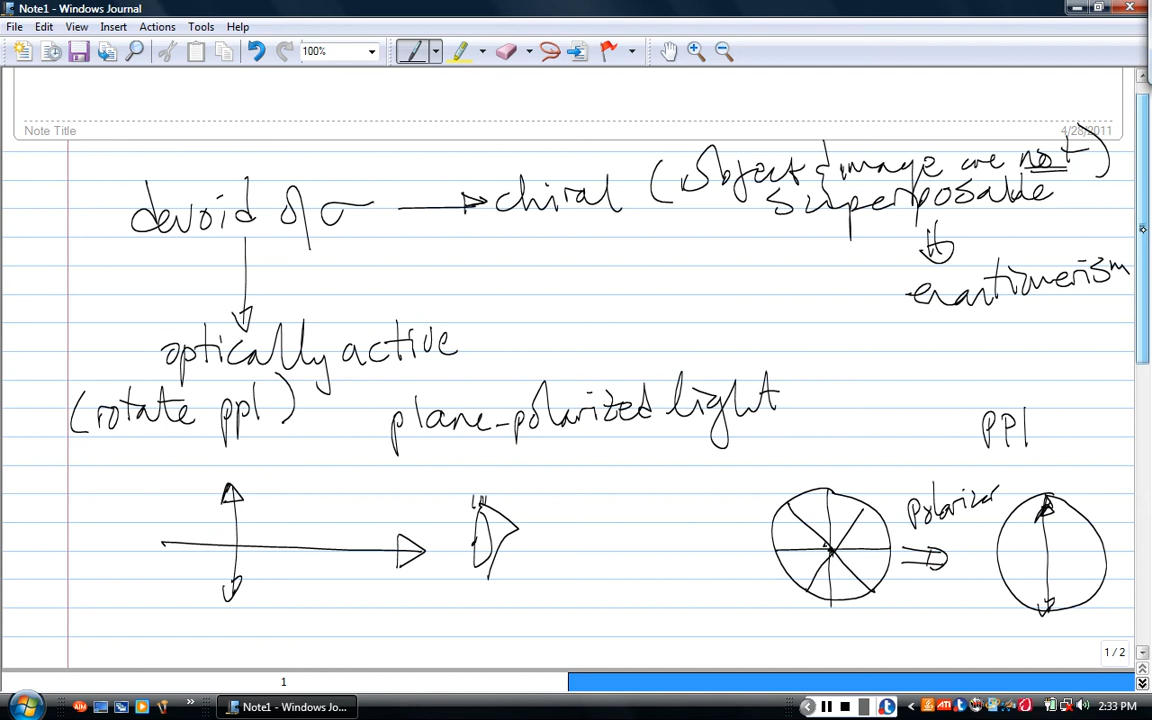 Note1 - Windows Journal
File Edit View Insert Actions Tools Help
100%
Note Title
4/28/2011
devoid of σ → chiral (Object & image are not superposable)
enantiomerism
optically active
(rotate ppl) plane-polarized light
PPl
Polarizer
1 / 2
1
Note1 - Windows Jo...
2:33 PM